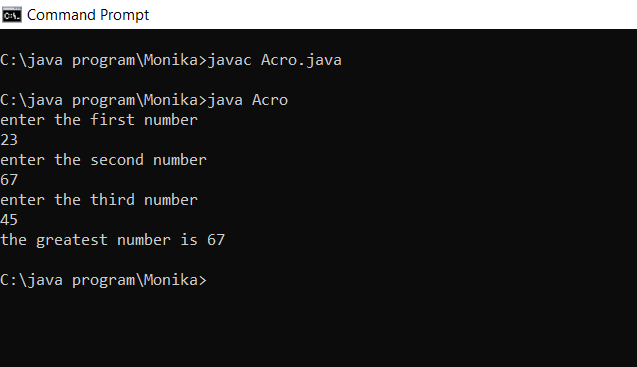 Command Prompt
C:\java program\Monika>javac Acro.java
C:\java program\Monika>java Acro
enter the first number
23
enter the second number
67
enter the third number
45
the greatest number is 67
C:\java program\Monika>